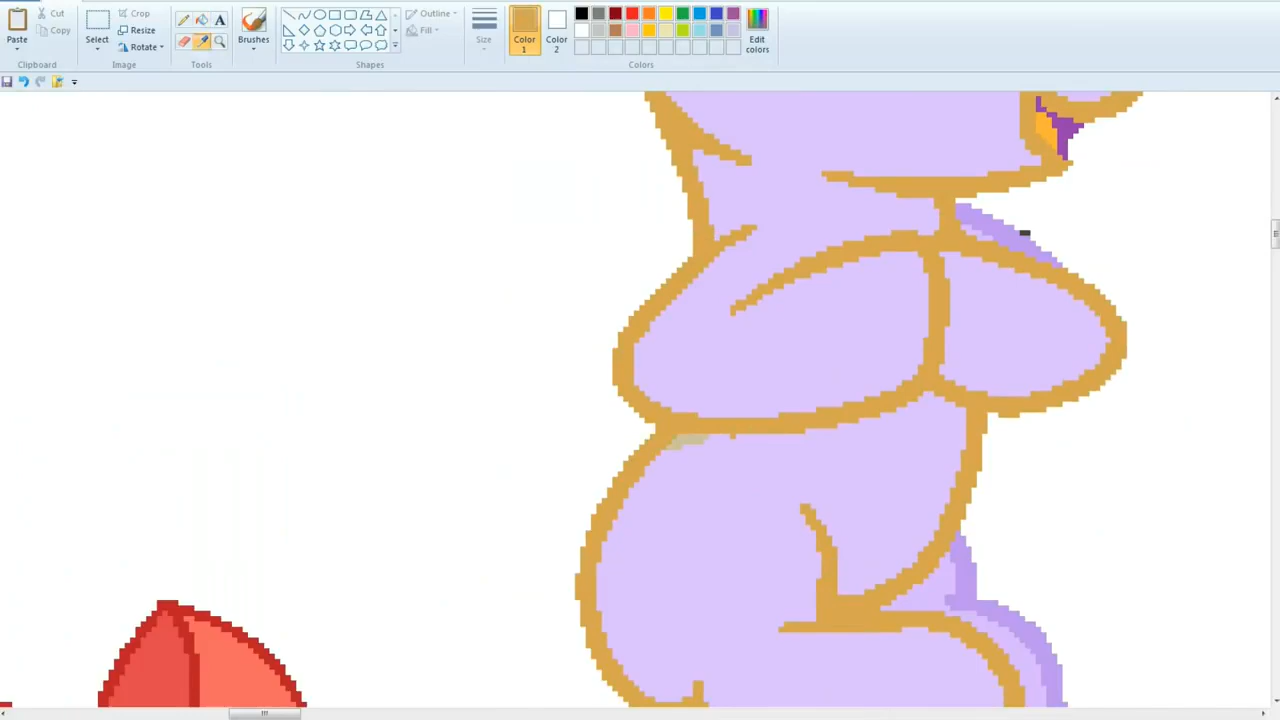 Cut
Crop
Outline
Copy
Resize
Fill
Paste
Select
Rotate
A
Brushes
Size
Color
1
Color
2
Edit
colors
Clipboard
Image
Tools
Shapes
Colors